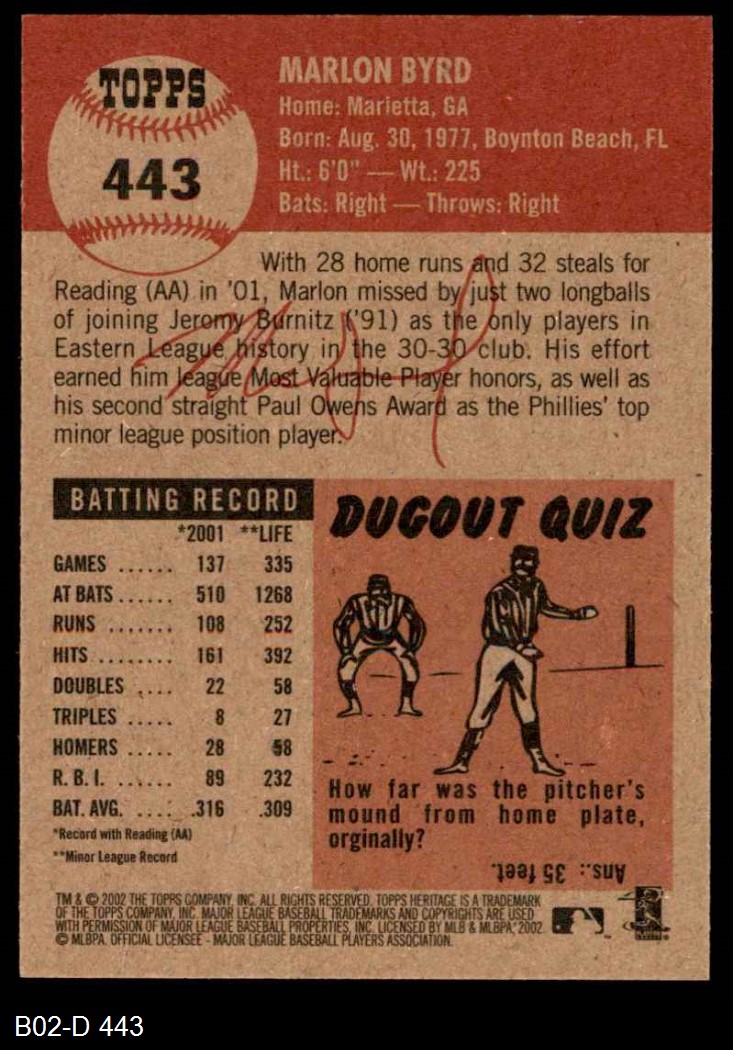 TOPPS
443
MARLON BYRD
Home: Marietta, GA
Born: Aug. 30, 1977, Boynton Beach, FL
Ht.: 6'0" — Wt.: 225
Bats: Right — Throws: Right
With 28 home runs and 32 steals for
Reading (AA) in '01, Marlon missed by just two longballs
of joining Jeromy Burnitz ('91) as the only players in
Eastern League history in the 30-30 club. His effort
earned him league Most Valuable Player honors, as well as
his second straight Paul Owens Award as the Phillies' top
minor league position player.
BATTING RECORD
*2001 **LIFE
GAMES ...... 137 335
AT BATS ...... 510 1268
RUNS ....... 108 252
HITS ........ 161 392
DOUBLES .... 22 58
TRIPLES ..... 8 27
HOMERS ..... 28 58
R. B. I. ...... 89 232
BAT. AVG. ..... .316 .309
*Record with Reading (AA)
**Minor League Record
DUGOUT QUIZ
How far was the pitcher's
mound from home plate,
orginally?
Ans.: 35 feet.
TM & © 2002 THE TOPPS COMPANY, INC. ALL RIGHTS RESERVED. TOPPS HERITAGE IS A TRADEMARK
OF THE TOPPS COMPANY, INC. MAJOR LEAGUE BASEBALL TRADEMARKS AND COPYRIGHTS ARE USED
WITH PERMISSION OF MAJOR LEAGUE BASEBALL PROPERTIES, INC. LICENSED BY MLB & MLBPA, 2002
© MLBPA. OFFICIAL LICENSEE - MAJOR LEAGUE BASEBALL PLAYERS ASSOCIATION.
B02-D 443